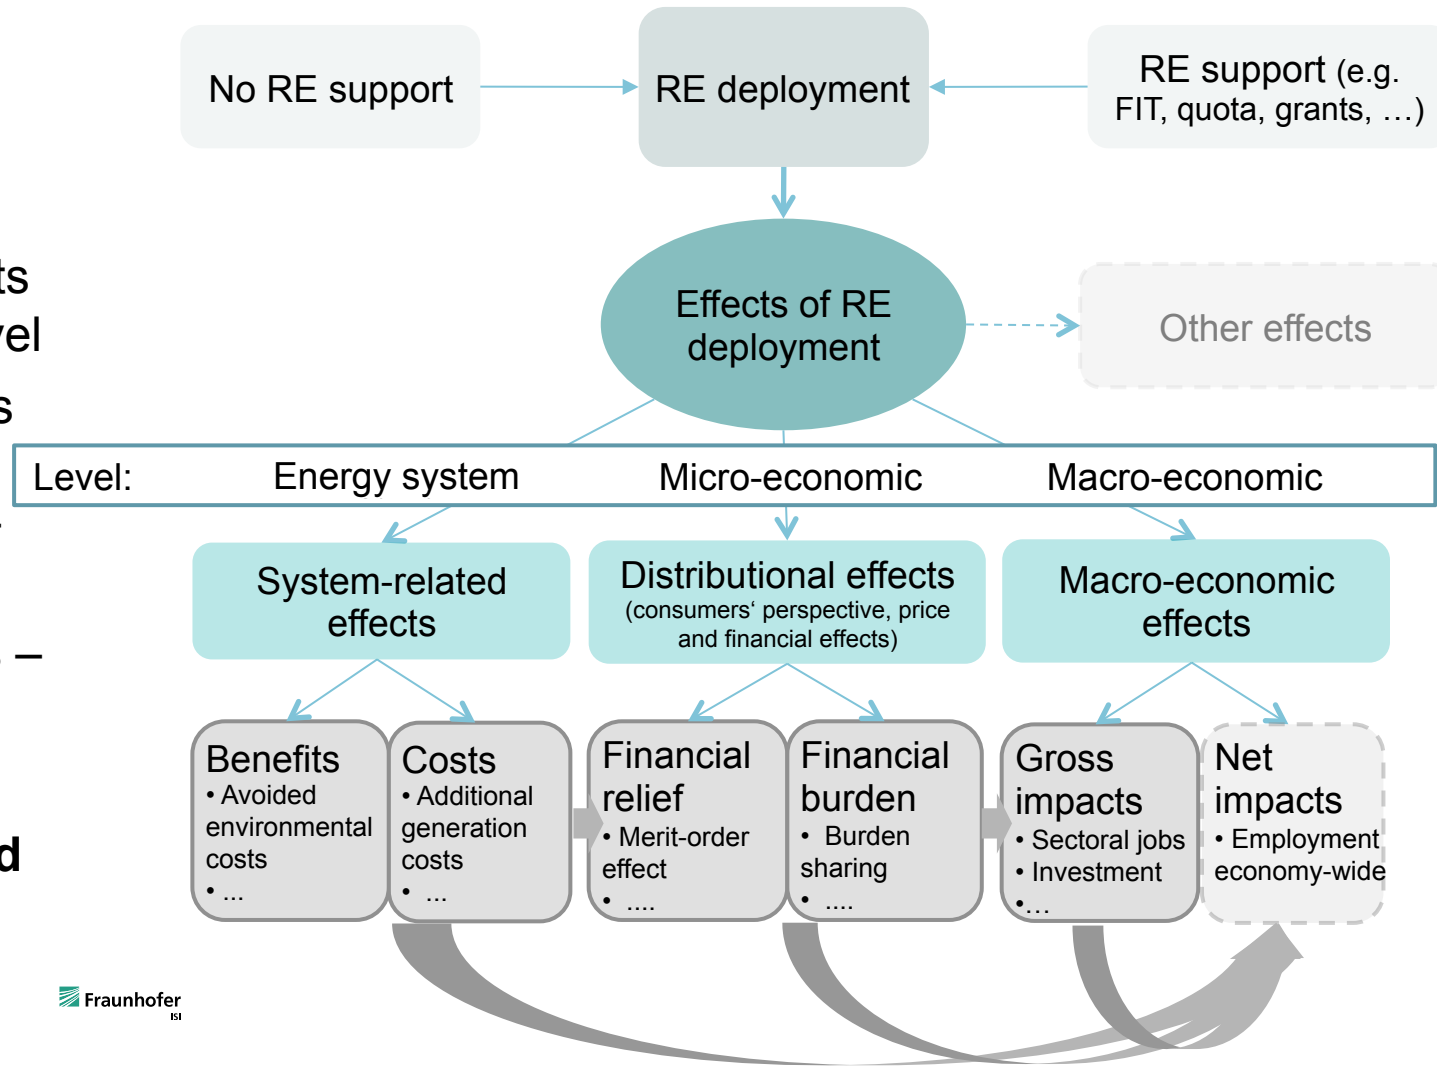 No RE support
RE deployment
RE support (e.g.
FIT, quota, grants, …)
Effects of RE
deployment
Other effects
ts
vel
s
Level:
Energy system
Micro-economic
Macro-economic
System-related
effects
Distributional effects
(consumers‘ perspective, price
and financial effects)
Macro-economic
effects
–
Benefits
• Avoided
environmental
costs
• ...
Costs
• Additional
generation
costs
• ...
Financial
relief
• Merit-order
effect
• ....
Financial
burden
• Burden
sharing
• ....
Gross
impacts
• Sectoral jobs
• Investment
•…
Net
impacts
• Employment
economy-wide
d
Fraunhofer
ISI